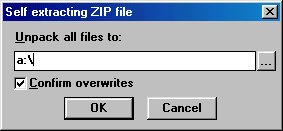 Self extracting ZIP file
Unpack all files to:
a:\
...
Confirm overwrites
OK
Cancel